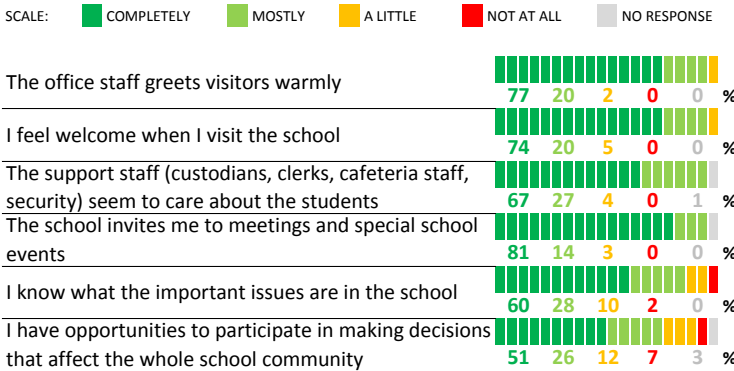 SCALE: COMPLETELY MOSTLY A LITTLE NOT AT ALL NO RESPONSE
The office staff greets visitors warmly
77 20 2 0 0 %
I feel welcome when I visit the school
74 20 5 0 0 %
The support staff (custodians, clerks, cafeteria staff,
security) seem to care about the students
67 27 4 0 1 %
The school invites me to meetings and special school
events
81 14 3 0 0 %
I know what the important issues are in the school
60 28 10 2 0 %
I have opportunities to participate in making decisions
that affect the whole school community
51 26 12 7 3 %